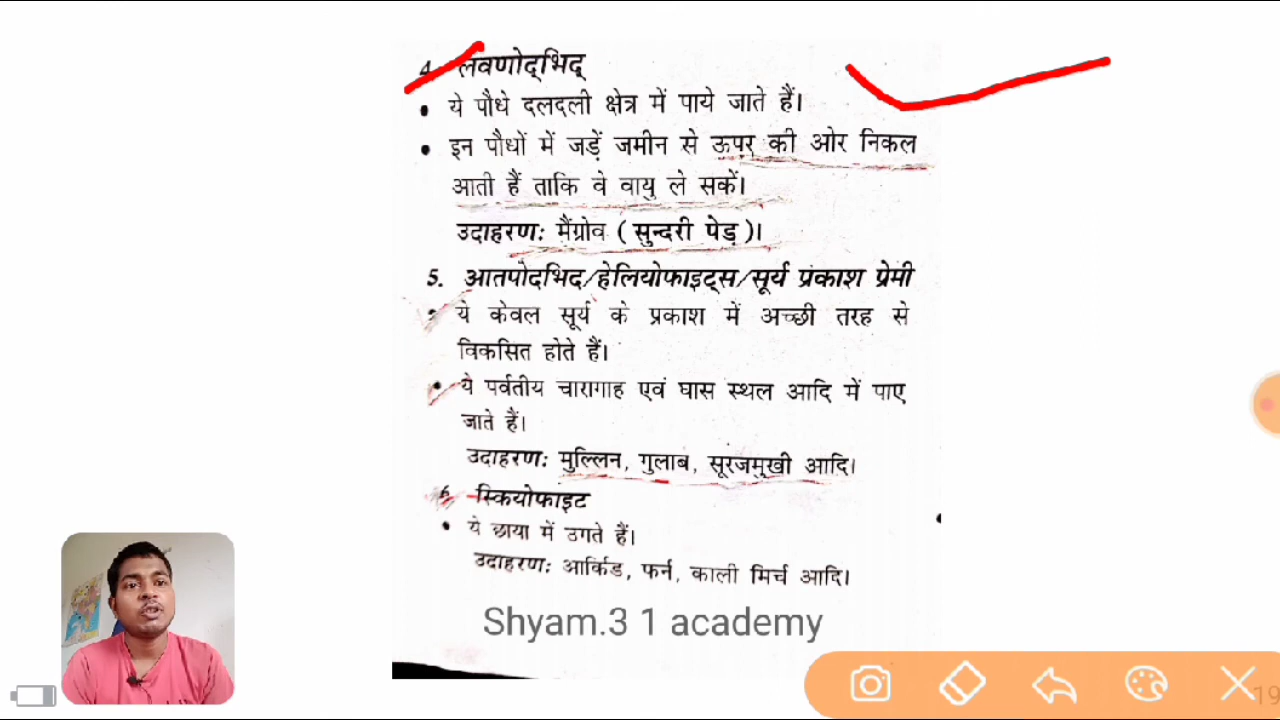 4. लवणोद्भिद्
• ये पौधे दलदली क्षेत्र में पाये जाते हैं।
• इन पौधों में जड़ें जमीन से ऊपर की ओर निकल
आती हैं ताकि वे वायु ले सकें।
उदाहरणः मैंग्रोव (सुन्दरी पेड़)।
5. आतपोदभिद/हेलियोफाइट्स/सूर्य प्रंकाश प्रेमी
• ये केवल सूर्य के प्रकाश में अच्छी तरह से
विकसित होते हैं।
• ये पर्वतीय चारागाह एवं घास स्थल आदि में पाए
जाते हैं।
उदाहरणः मुल्लिन, गुलाब, सूरजमुखी आदि।
6. स्कियोफाइट
• ये छाया में उगते हैं।
उदाहरणः आर्किड, फर्न, काली मिर्च आदि।
Shyam.3 1 academy
19